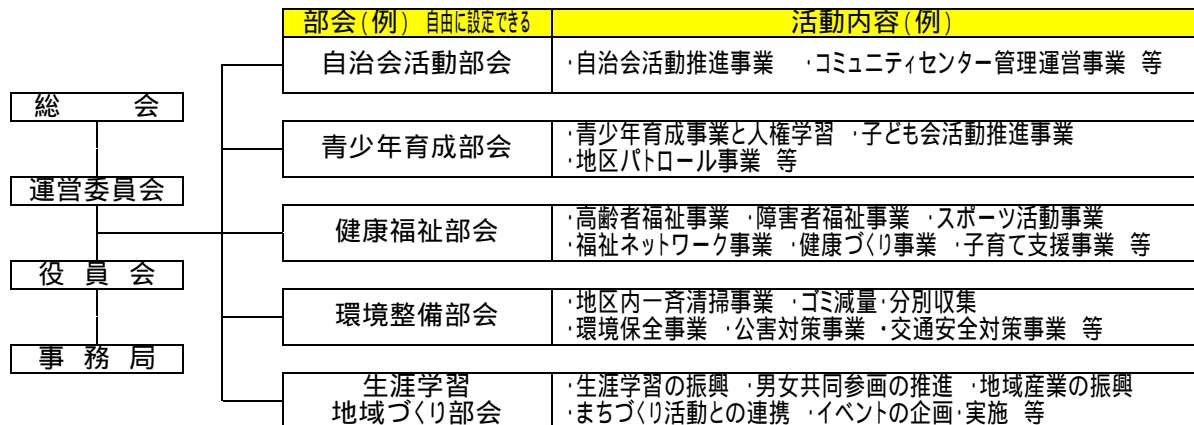 部会(例) 自由に設定できる
活動内容(例)
自治会活動部会
・自治会活動推進事業 ・コミュニティセンター管理運営事業 等
総会
青少年育成部会
・青少年育成事業と人権学習 ・子ども会活動推進事業
・地区パトロール事業 等
運営委員会
健康福祉部会
・高齢者福祉事業 ・障害者福祉事業 ・スポーツ活動事業
・福祉ネットワーク事業 ・健康づくり事業 ・子育て支援事業 等
役員会
環境整備部会
・地区内一斉清掃事業 ・ゴミ減量・分別収集
・環境保全事業 ・公害対策事業 ・交通安全対策事業 等
事務局
生涯学習
地域づくり部会
・生涯学習の振興 ・男女共同参画の推進 ・地域産業の振興
・まちづくり活動との連携 ・イベントの企画・実施 等